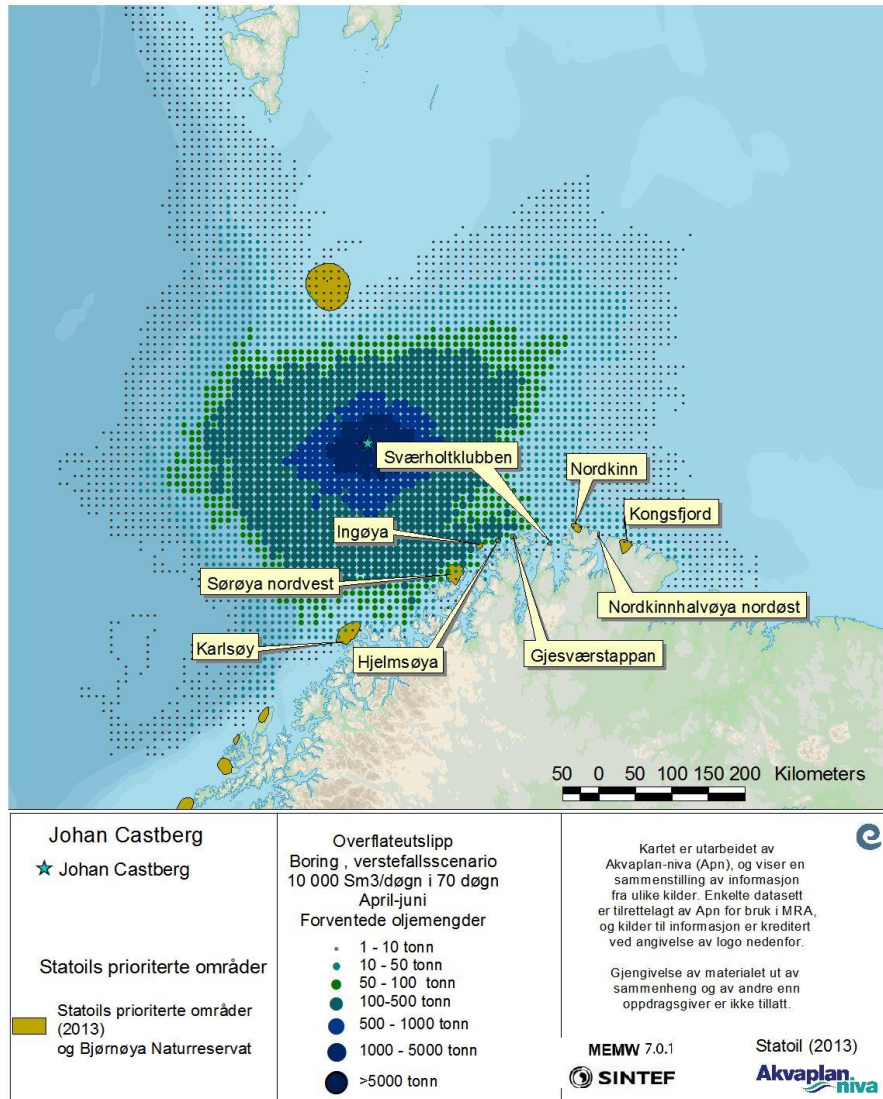 Sværholtklubben
Nordkinn
Kongsfjord
Ingøya
Sørøya nordvest
Nordkinnhalvøya nordøst
Karlsøy
Hjelmsøya
Gjesværstappan
50 0 50 100 150 200 Kilometers
Johan Castberg
Johan Castberg
Statoils prioriterte områder
Statoils prioriterte områder
(2013)
og Bjørnøya Naturreservat
Overflateutslipp
Boring , verstefallsscenario
10 000 Sm3/døgn i 70 døgn
April-juni
Forventede oljemengder
1 - 10 tonn
10 - 50 tonn
50 - 100 tonn
100-500 tonn
500 - 1000 tonn
1000 - 5000 tonn
>5000 tonn
Kartet er utarbeidet av
Akvaplan-niva (Apn), og viser en
sammenstilling av informasjon
fra ulike kilder. Enkelte datasett
er tilrettelagt av Apn for bruk i MRA,
og kilder til informasjon er kreditert
ved angivelse av logo nedenfor.
Gjengivelse av materialet ut av
sammenheng og av andre enn
oppdragsgiver er ikke tillatt.
MEMW 7.0.1
Statoil (2013)
SINTEF
Akvaplan
niva